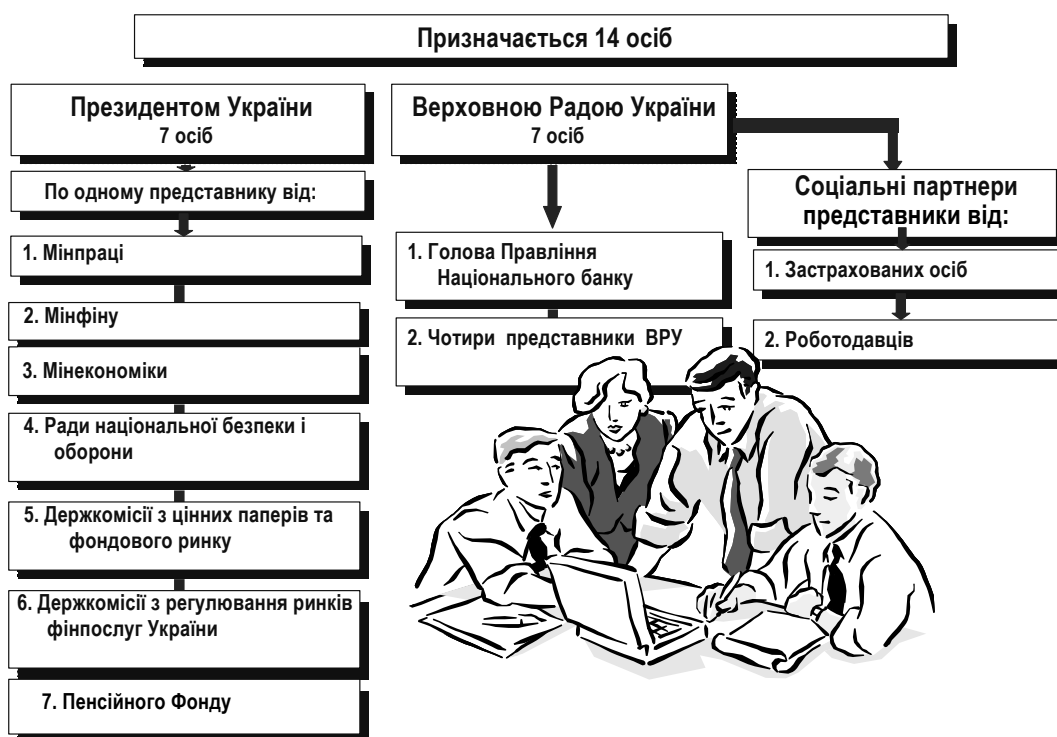 Призначається 14 осіб
Президентом України
7 осіб
По одному представнику від:
1. Мінпраці
2. Мінфіну
3. Мінекономіки
4. Ради національної безпеки і
оборони
5. Держкомісії з цінних паперів та
фондового ринку
6. Держкомісії з регулювання ринків
фінпослуг України
7. Пенсійного Фонду
Верховною Радою України
7 осіб
1. Голова Правління
Національного банку
2. Чотири представники ВРУ
Соціальні партнери
представники від:
1. Застрахованих осіб
2. Роботодавців